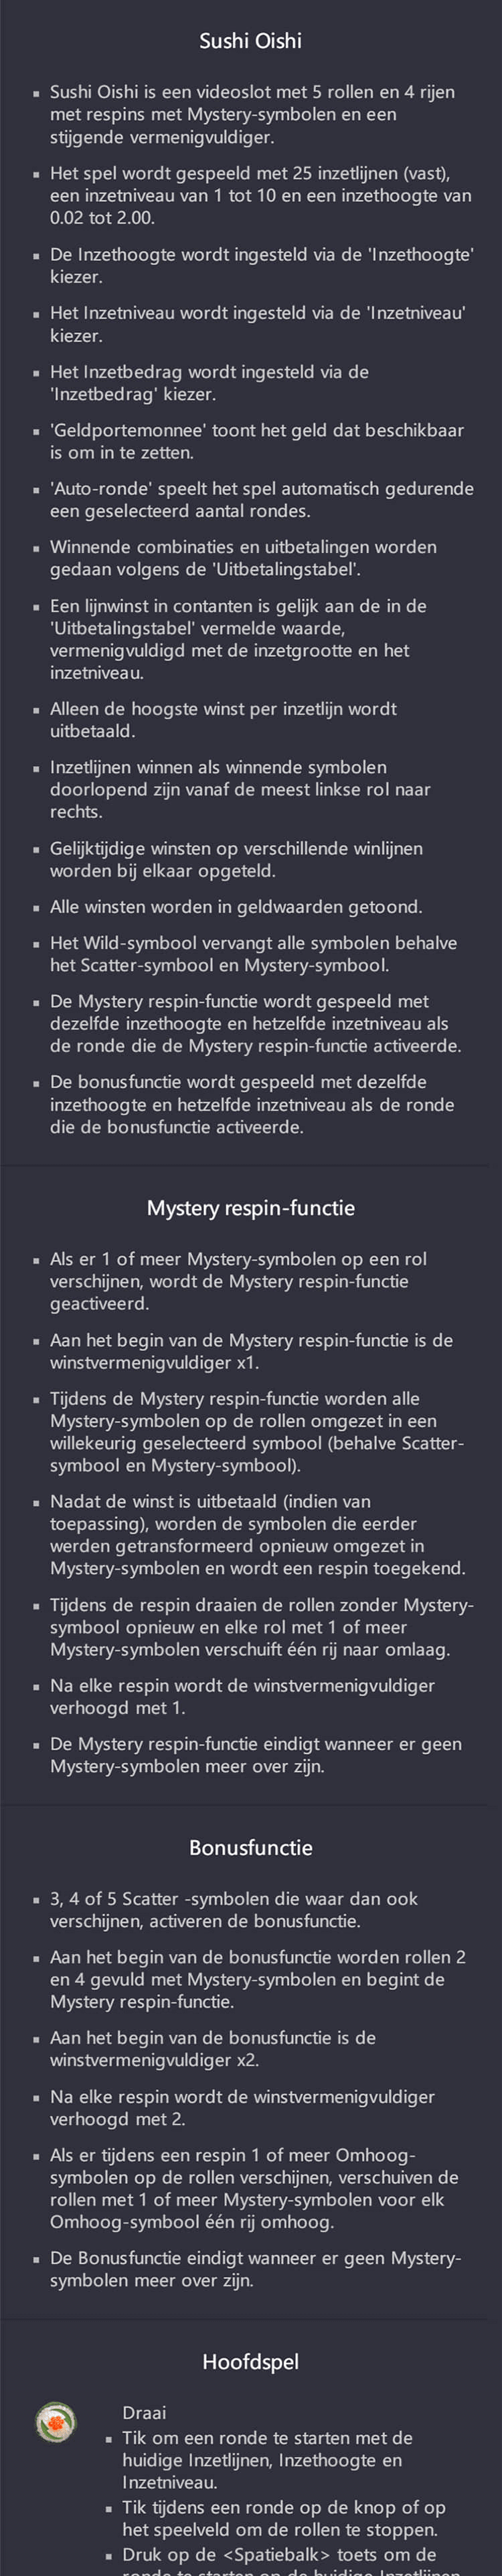 Sushi Oishi
Sushi Oishi is een videoslot met 5 rollen en 4 rijen
met respins met Mystery-symbolen en een
stijgende vermenigvuldiger.
Het spel wordt gespeeld met 25 inzetlijnen (vast),
een inzetniveau van 1 tot 10 en een inzethoogte van
0.02 tot 2.00.
De Inzethoogte wordt ingesteld via de 'Inzethoogte'
kiezer.
Het Inzetniveau wordt ingesteld via de 'Inzetniveau'
kiezer.
Het Inzetbedrag wordt ingesteld via de
'Inzetbedrag' kiezer.
'Geldportemonnee' toont het geld dat beschikbaar
is om in te zetten.
'Auto-ronde' speelt het spel automatisch gedurende
een geselecteerd aantal rondes.
Winnende combinaties en uitbetalingen worden
gedaan volgens de 'Uitbetalingstabel'.
Een lijnwinst in contanten is gelijk aan de in de
'Uitbetalingstabel' vermelde waarde,
vermenigvuldigd met de inzetgrootte en het
inzetniveau.
Alleen de hoogste winst per inzetlijn wordt
uitbetaald.
Inzetlijnen winnen als winnende symbolen
doorlopend zijn vanaf de meest linkse rol naar
rechts.
Gelijktijdige winsten op verschillende winlijnen
worden bij elkaar opgeteld.
Alle winsten worden in geldwaarden getoond.
Het Wild-symbool vervangt alle symbolen behalve
het Scatter-symbool en Mystery-symbool.
De Mystery respin-functie wordt gespeeld met
dezelfde inzethoogte en hetzelfde inzetniveau als
de ronde die de Mystery respin-functie activeerde.
De bonusfunctie wordt gespeeld met dezelfde
inzethoogte en hetzelfde inzetniveau als de ronde
die de bonusfunctie activeerde.
Mystery respin-functie
Als er 1 of meer Mystery-symbolen op een rol
verschijnen, wordt de Mystery respin-functie
geactiveerd.
Aan het begin van de Mystery respin-functie is de
winstvermenigvuldiger x1.
Tijdens de Mystery respin-functie worden alle
Mystery-symbolen op de rollen omgezet in een
willekeurig geselecteerd symbool (behalve Scatter-
symbool en Mystery-symbool).
Nadat de winst is uitbetaald (indien van
toepassing), worden de symbolen die eerder
werden getransformeerd opnieuw omgezet in
Mystery-symbolen en wordt een respin toegekend.
Tijdens de respin draaien de rollen zonder Mystery-
symbool opnieuw en elke rol met 1 of meer
Mystery-symbolen verschuift één rij naar omlaag.
Na elke respin wordt de winstvermenigvuldiger
verhoogd met 1.
De Mystery respin-functie eindigt wanneer er geen
Mystery-symbolen meer over zijn.
Bonusfunctie
3, 4 of 5 Scatter -symbolen die waar dan ook
verschijnen, activeren de bonusfunctie.
Aan het begin van de bonusfunctie worden rollen 2
en 4 gevuld met Mystery-symbolen en begint de
Mystery respin-functie.
Aan het begin van de bonusfunctie is de
winstvermenigvuldiger x2.
Na elke respin wordt de winstvermenigvuldiger
verhoogd met 2.
Als er tijdens een respin 1 of meer Omhoog-
symbolen op de rollen verschijnen, verschuiven de
rollen met 1 of meer Mystery-symbolen voor elk
Omhoog-symbool één rij omhoog.
De Bonusfunctie eindigt wanneer er geen Mystery-
symbolen meer over zijn.
Hoofdspel
Draai
Tik om een ronde te starten met de
huidige Inzetlijnen, Inzethoogte en
Inzetniveau.
Tik tijdens een ronde op de knop of op
het speelveld om de rollen te stoppen.
Druk op de <Spatiebalk> toets om de
ronde te starten op de huidige Inzetlijnen,